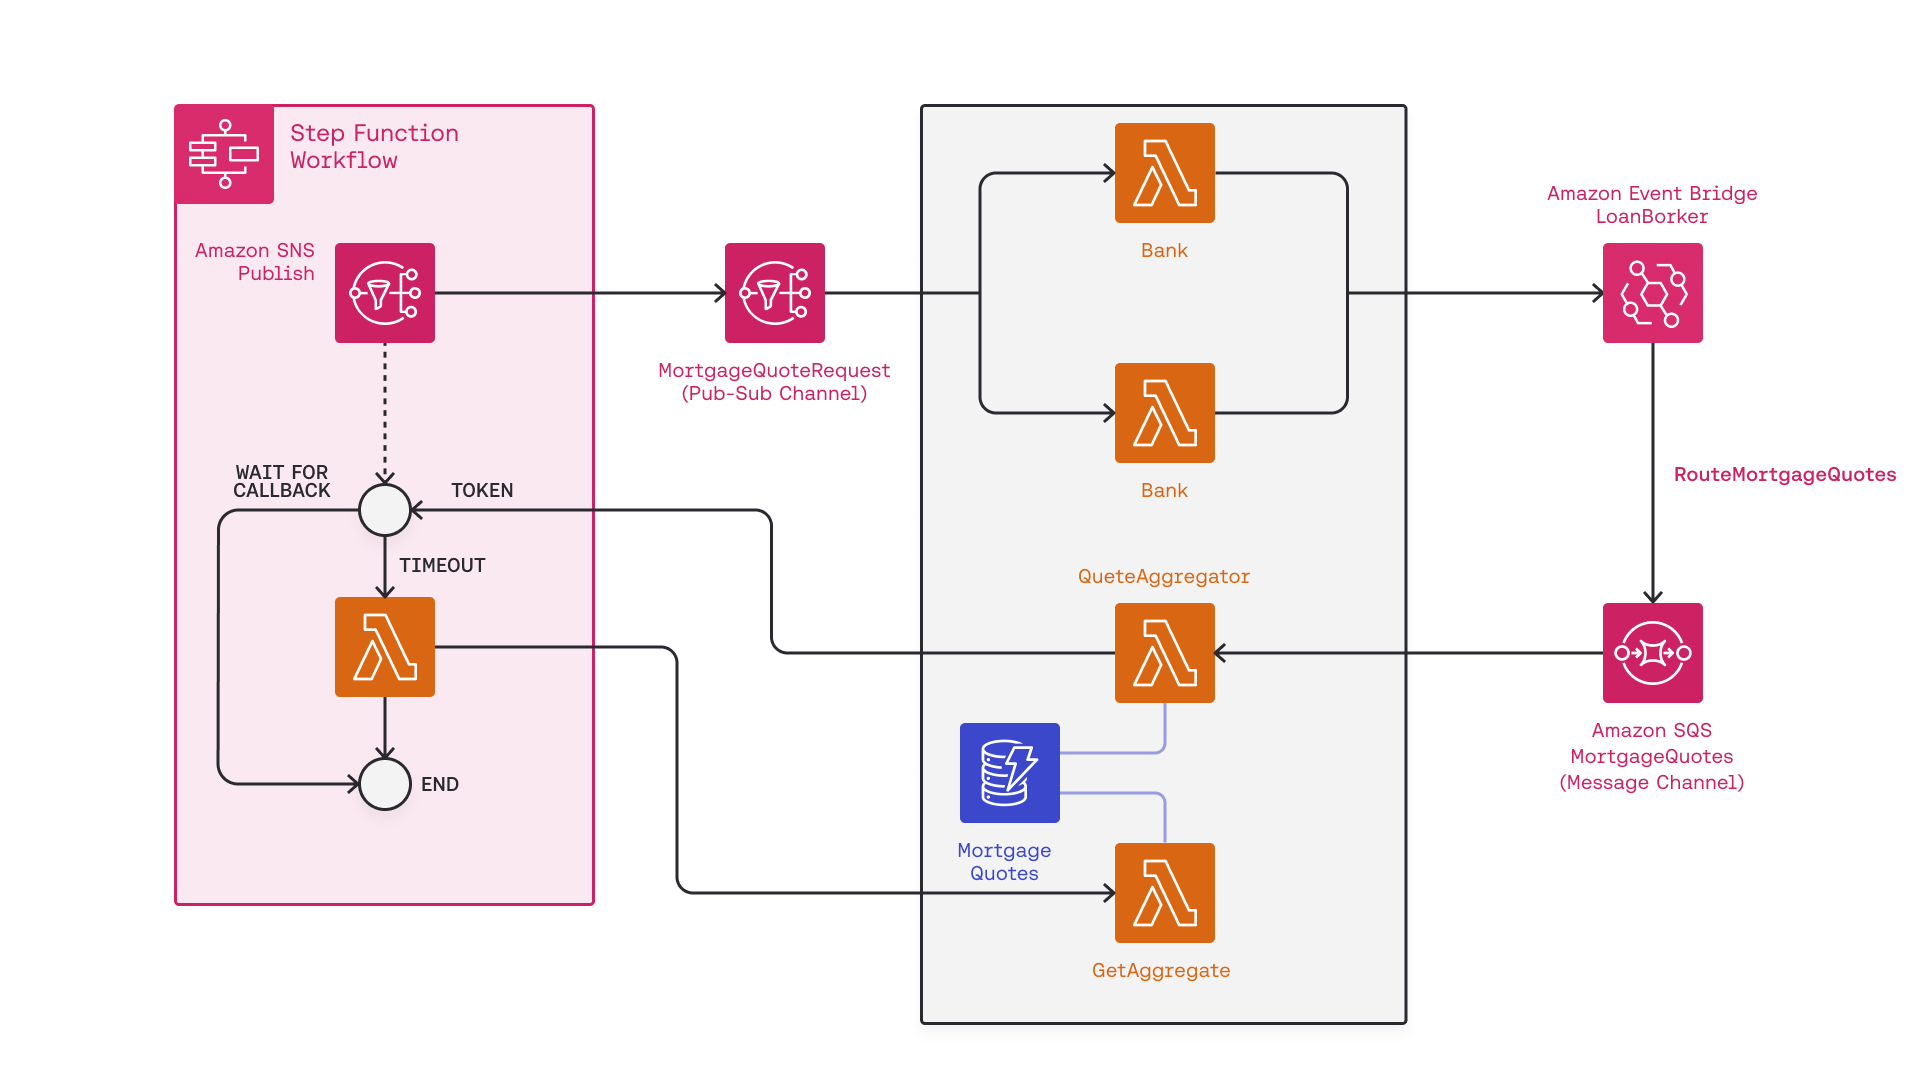 Step Function
Workflow
Amazon SNS
Publish
MortgageQuoteRequest
(Pub-Sub Channel)
Bank
Bank
Amazon Event Bridge
LoanBorker
RouteMortgageQuotes
WAIT FOR
CALLBACK
TOKEN
TIMEOUT
END
QueteAggregator
Amazon SQS
MortgageQuotes
(Message Channel)
Mortgage
Quotes
GetAggregate